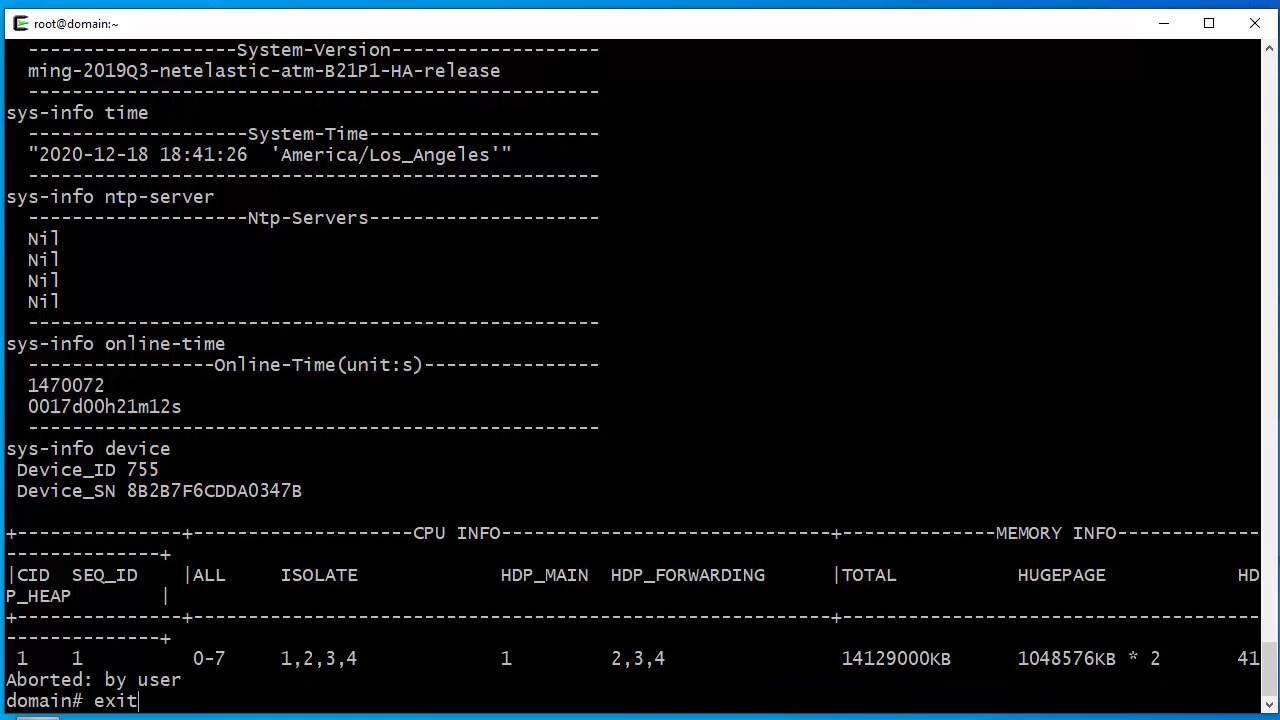 root@domain:~
-------------------System-Version-------------------
ming-2019Q3-netelastic-atm-B21P1-HA-release
----------------------------------------------------
sys-info time
--------------------System-Time---------------------
"2020-12-18 18:41:26  'America/Los_Angeles'"
----------------------------------------------------
sys-info ntp-server
--------------------Ntp-Servers---------------------
Nil
Nil
Nil
Nil
----------------------------------------------------
sys-info online-time
-----------------Online-Time(unit:s)----------------
1470072
0017d00h21m12s
----------------------------------------------------
sys-info device
Device_ID 755
Device_SN 8B2B7F6CDDA0347B
+---------------+--------------------CPU INFO------------------------------+--------------MEMORY INFO-------------
--------------+
|CID  SEQ_ID    |ALL     ISOLATE             HDP_MAIN  HDP_FORWARDING      |TOTAL           HUGEPAGE            HD
P_HEAP        |
+---------------+----------------------------------------------------------+--------------------------------------
--------------+
1    1          0-7     1,2,3,4             1         2,3,4                14129000KB      1048576KB * 2       41
Aborted: by user
domain# exit